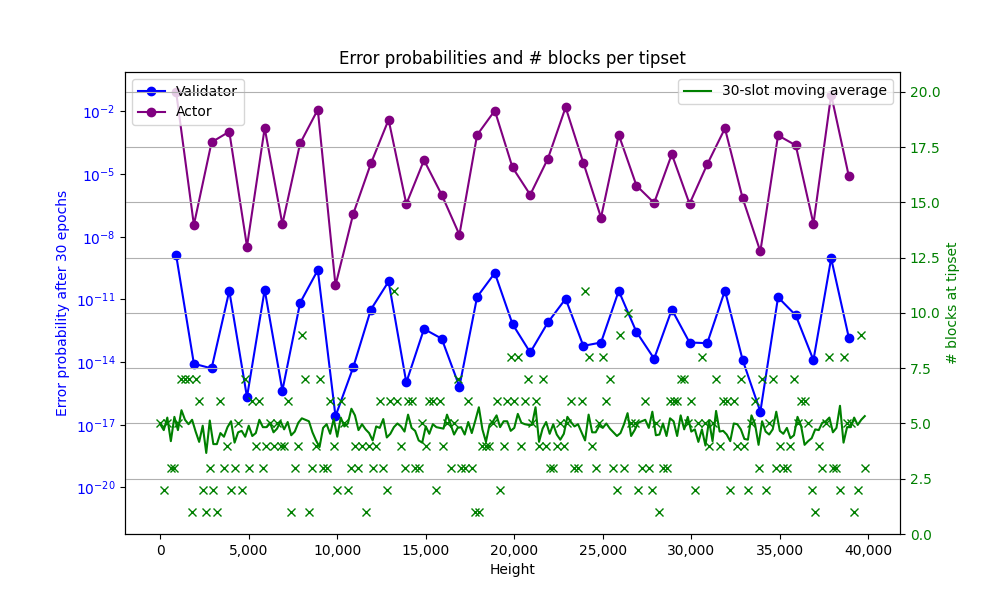 Error probabilities and # blocks per tipset
Validator
Actor
30-slot moving average
10⁻²
10⁻⁵
10⁻⁸
10⁻¹¹
10⁻¹⁴
10⁻¹⁷
10⁻²⁰
Error probability after 30 epochs
20.0
17.5
15.0
12.5
10.0
7.5
5.0
2.5
0.0
# blocks at tipset
0 5,000 10,000 15,000 20,000 25,000 30,000 35,000 40,000
Height